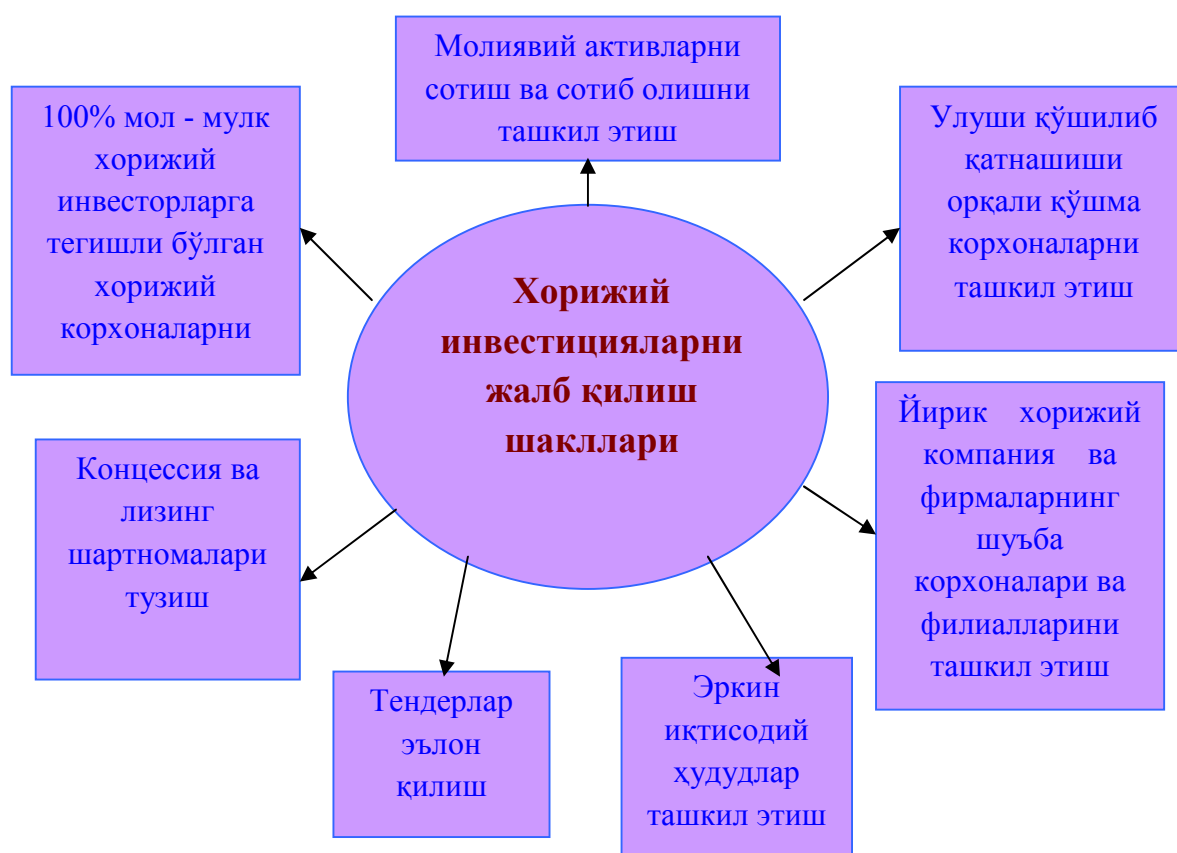 Молиявий активларни
сотиш ва сотиб олишни
ташкил этиш
100% мол - мулк
хорижий
инвесторларга
тегишли бўлган
хорижий
корхоналарни
Улуши қўшилиб
қатнашиши
орқали қўшма
корхоналарни
ташкил этиш
Хорижий
инвестицияларни
жалб қилиш
шакллари
Йирик хорижий
компания ва
фирмаларнинг
шуъба
корхоналари ва
филиалларини
ташкил этиш
Концессия ва
лизинг
шартномалари
тузиш
Тендерлар
эълон
қилиш
Эркин
иқтисодий
ҳудудлар
ташкил этиш